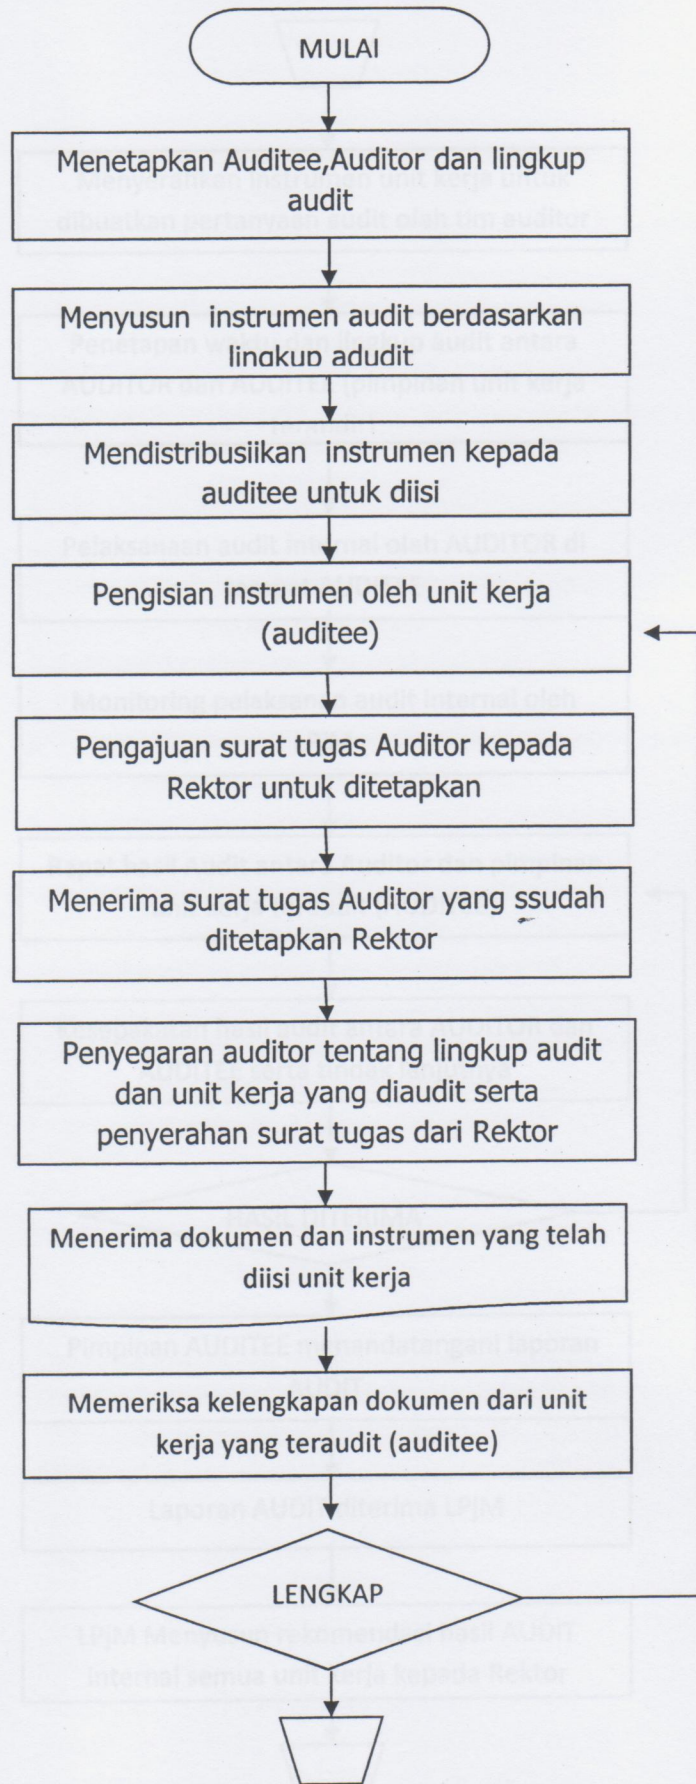 MULAI
Menetapkan Auditee,Auditor dan lingkup
audit
Menyusun instrumen audit berdasarkan
lingkup adudit
Mendistribusiikan instrumen kepada
auditee untuk diisi
Pengisian instrumen oleh unit kerja
(auditee)
Pengajuan surat tugas Auditor kepada
Rektor untuk ditetapkan
Menerima surat tugas Auditor yang ssudah
ditetapkan Rektor
Penyegaran auditor tentang lingkup audit
dan unit kerja yang diaudit serta
penyerahan surat tugas dari Rektor
Menerima dokumen dan instrumen yang telah
diisi unit kerja
Memeriksa kelengkapan dokumen dari unit
kerja yang teraudit (auditee)
LENGKAP